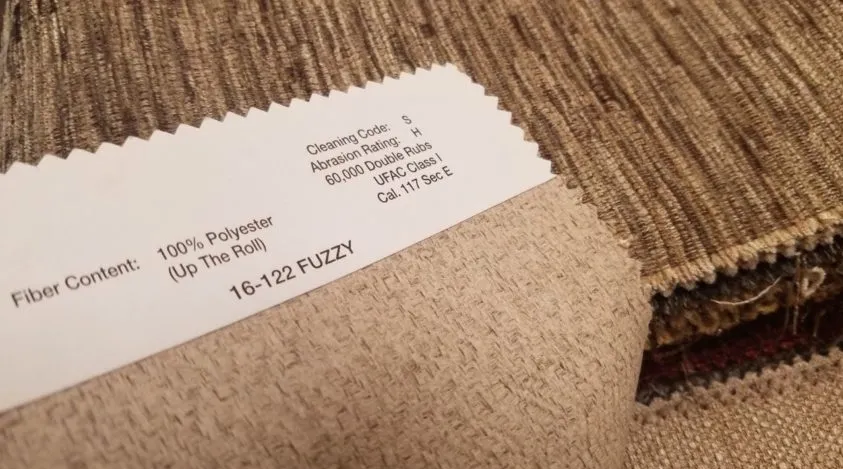 Cleaning Code: S
Abrasion Rating: H
60,000 Double Rubs
UFAC Class I
Cal. 117 Sec E
Fiber Content: 100% Polyester
(Up The Roll)
16-122 FUZZY